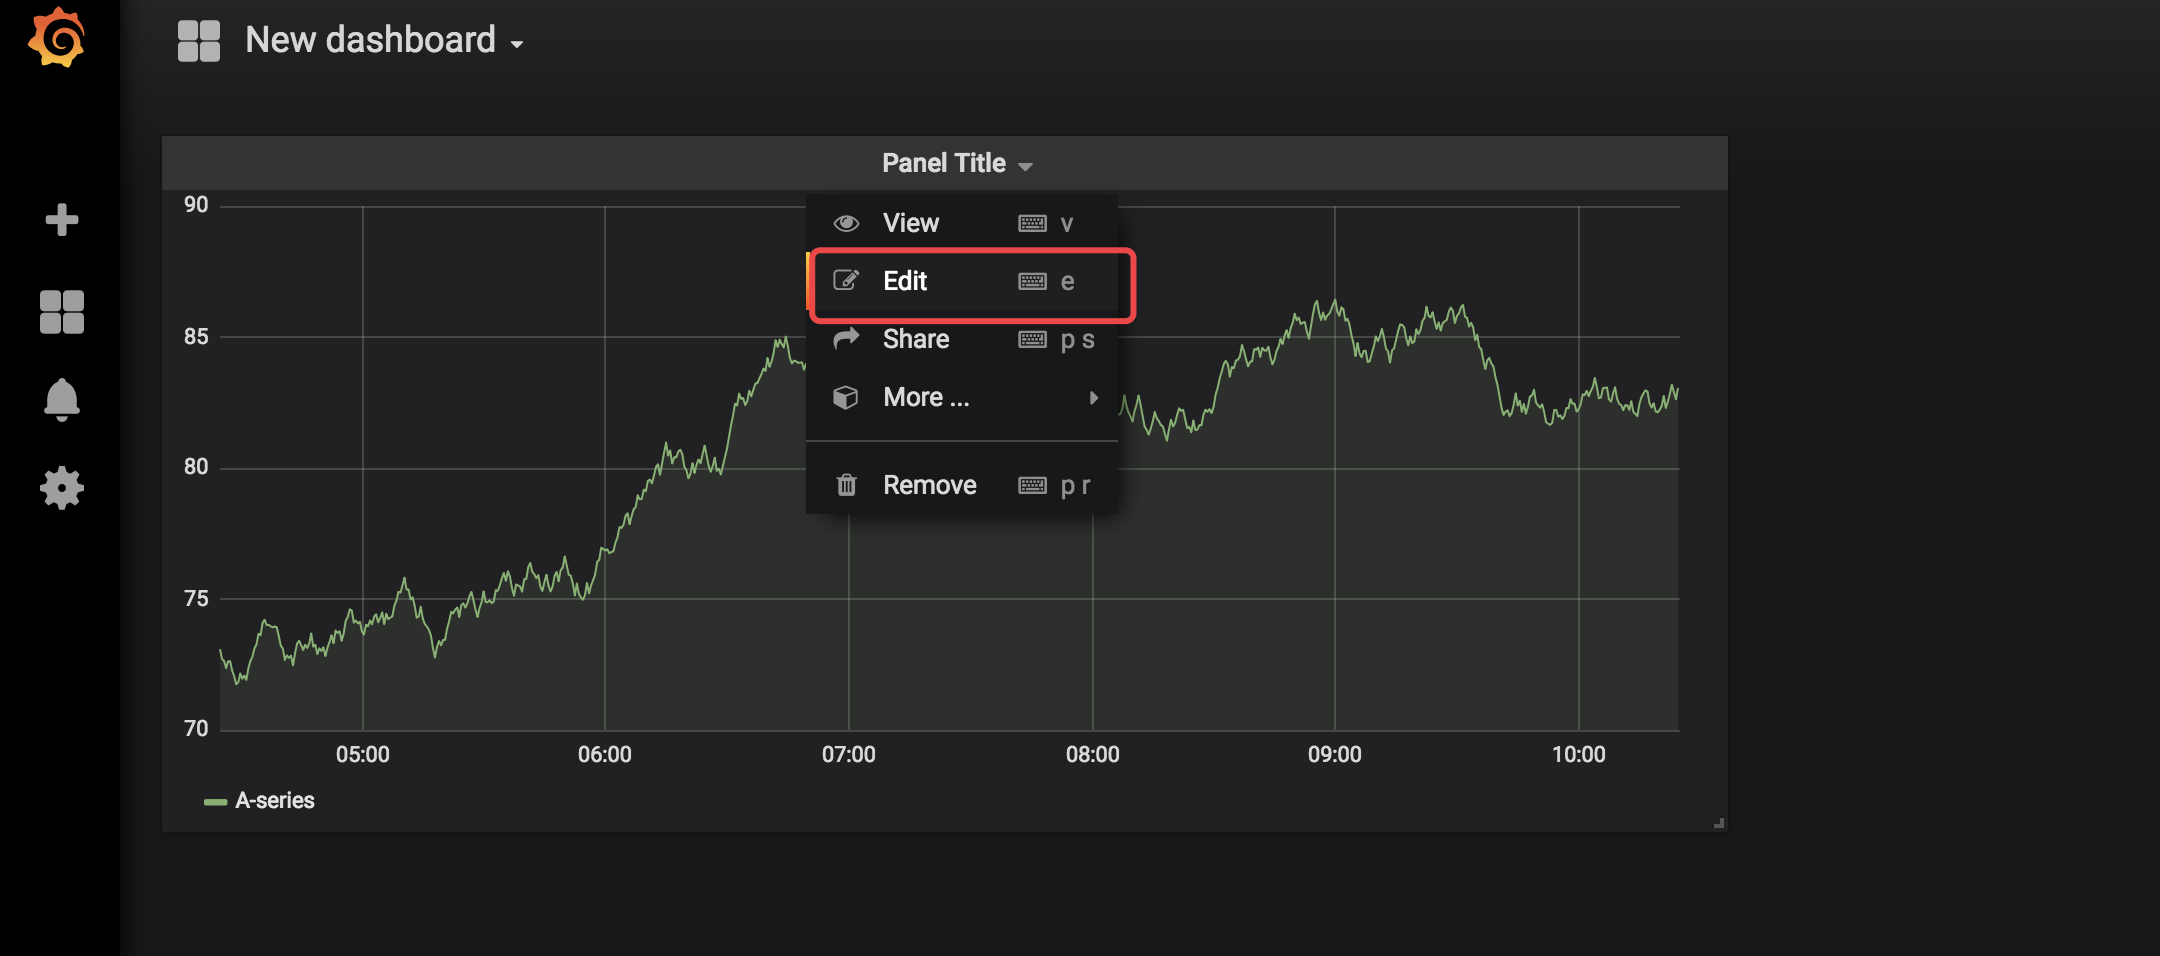 New dashboard
Panel Title
View v
Edit e
Share p s
More ...
Remove p r
90
85
80
75
70
05:00 06:00 07:00 08:00 09:00 10:00
A-series